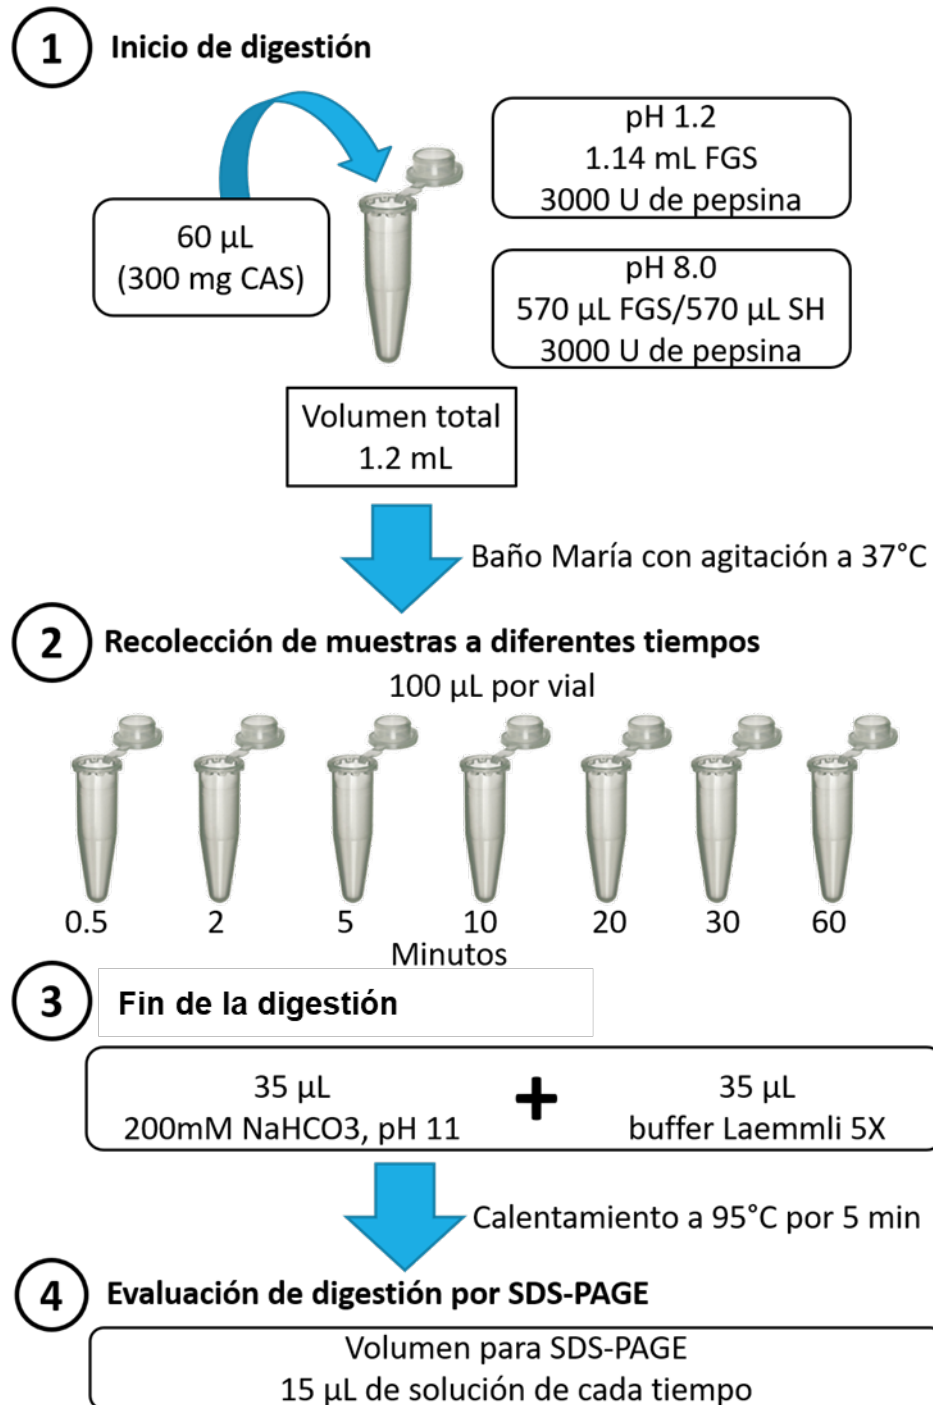 1 Inicio de digestión
60 µL
(300 mg CAS)
pH 1.2
1.14 mL FGS
3000 U de pepsina
pH 8.0
570 µL FGS/570 µL SH
3000 U de pepsina
Volumen total
1.2 mL
Baño María con agitación a 37°C
2 Recolección de muestras a diferentes tiempos
100 µL por vial
0.5 2 5 10 20 30 60
Minutos
3 Fin de la digestión
35 µL
200mM NaHCO3, pH 11
+
35 µL
buffer Laemmli 5X
Calentamiento a 95°C por 5 min
4 Evaluación de digestión por SDS-PAGE
Volumen para SDS-PAGE
15 µL de solución de cada tiempo